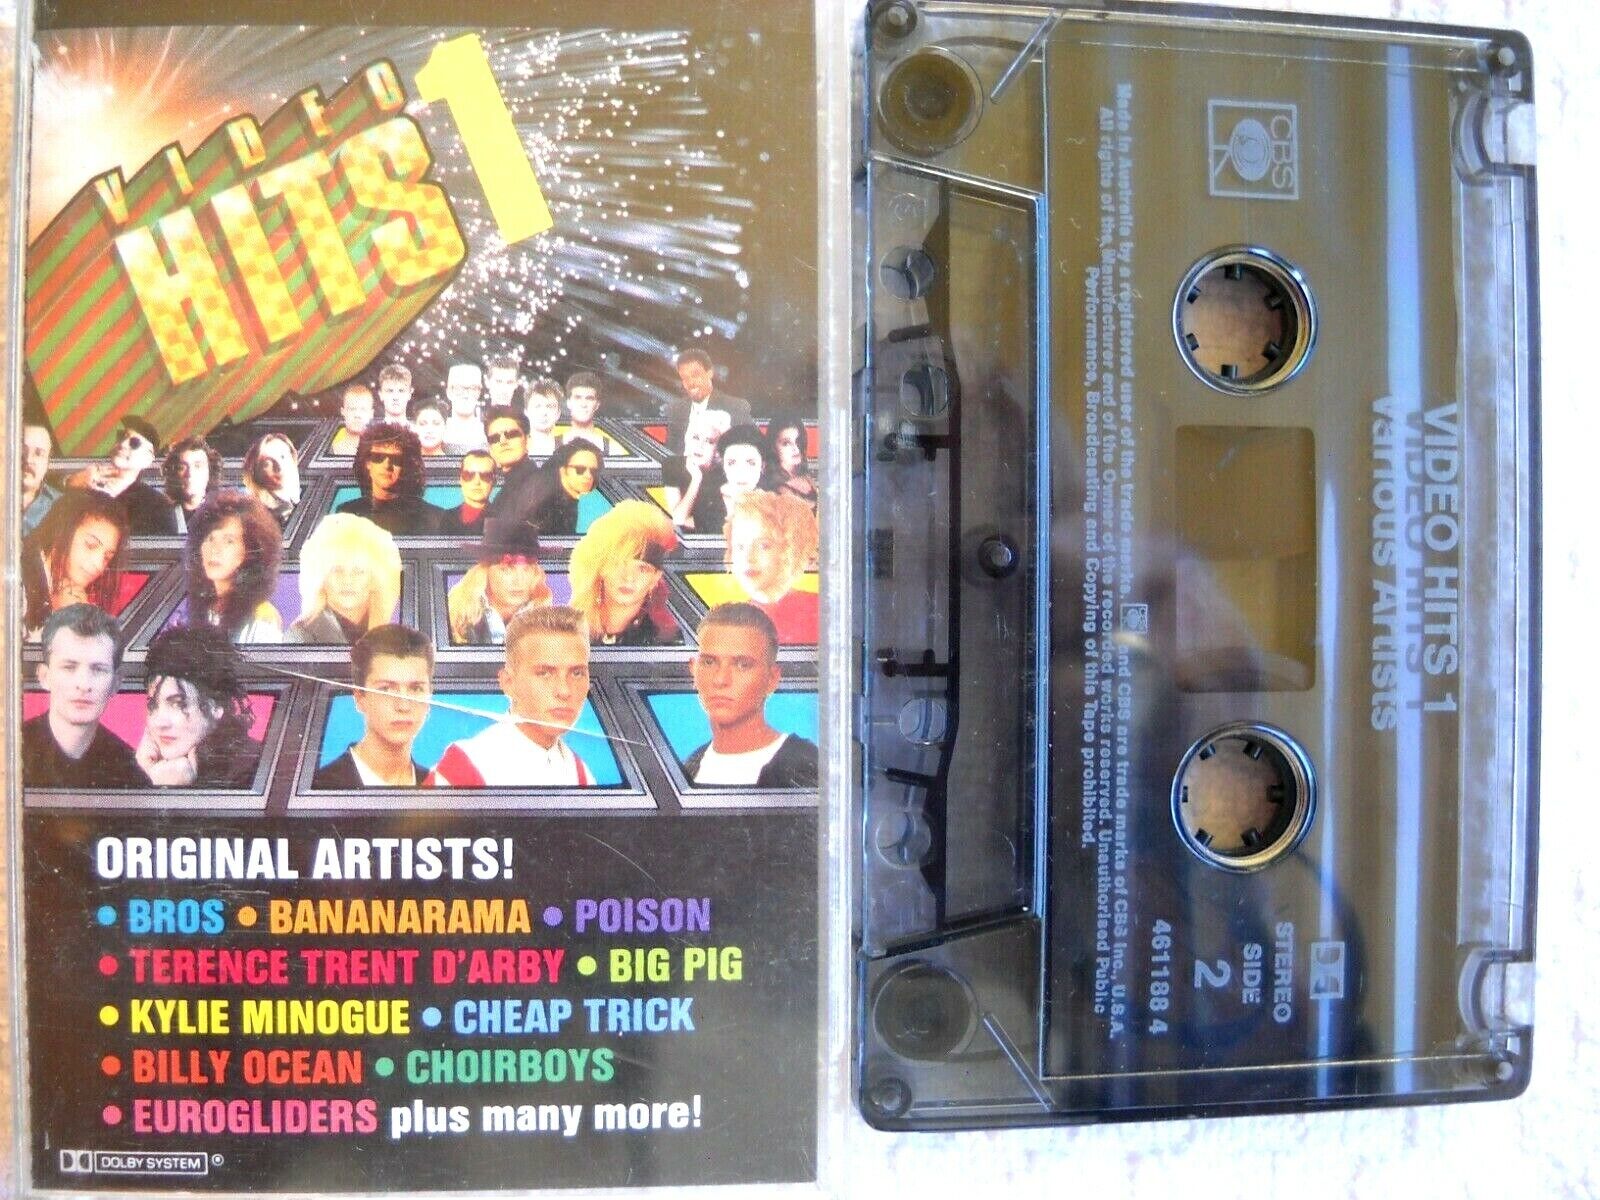 VIDEO
HITS 1
ORIGINAL ARTISTS!
• BROS • BANANARAMA • POISON
• TERENCE TRENT D'ARBY • BIG PIG
• KYLIE MINOGUE • CHEAP TRICK
• BILLY OCEAN • CHOIRBOYS
• EUROGLIDERS plus many more!
DOLBY SYSTEM ®
CBS
VIDEO HITS 1
Various Artists
STEREO
SIDE
2
461188 4
Made in Australia by a registered user of the trade marks. CBS and CBS are trade marks of CBS Inc., U.S.A.
All rights of the Manufacturer and of the Owner of the recorded works reserved. Unauthorised Public
Performance, Broadcasting and Copying of this Tape prohibited.